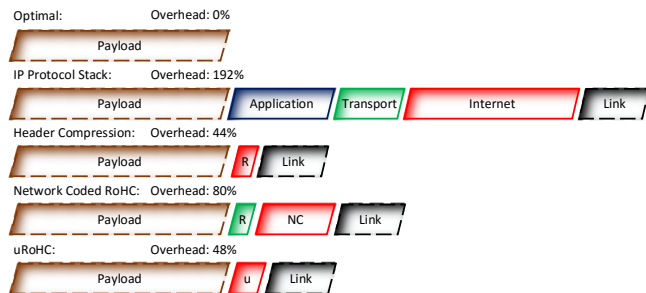 Optimal: Overhead: 0%
Payload
IP Protocol Stack: Overhead: 192%
Payload Application Transport Internet Link
Header Compression: Overhead: 44%
Payload R Link
Network Coded RoHC: Overhead: 80%
Payload R NC Link
uRoHC: Overhead: 48%
Payload u Link